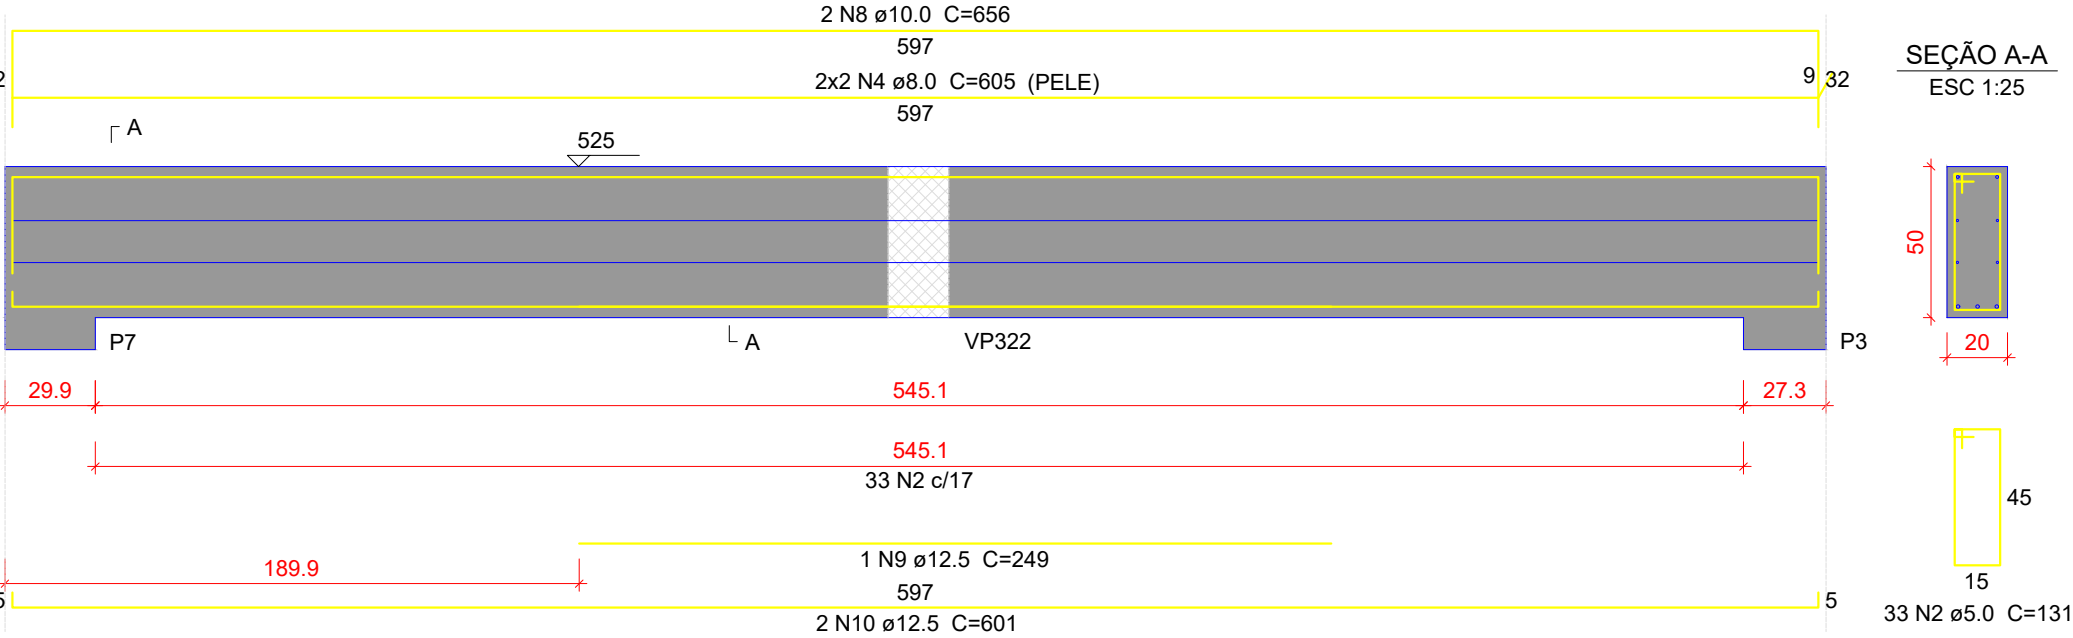 2 N8 ø10.0 C=656
597
2x2 N4 ø8.0 C=605 (PELE)
9 32
2
597
SEÇÃO A-A
ESC 1:25
A
525
50
20
P7
A
VP322
P3
29.9
545.1
27.3
545.1
33 N2 c/17
45
15
33 N2 ø5.0 C=131
189.9
1 N9 ø12.5 C=249
597
5
5
2 N10 ø12.5 C=601